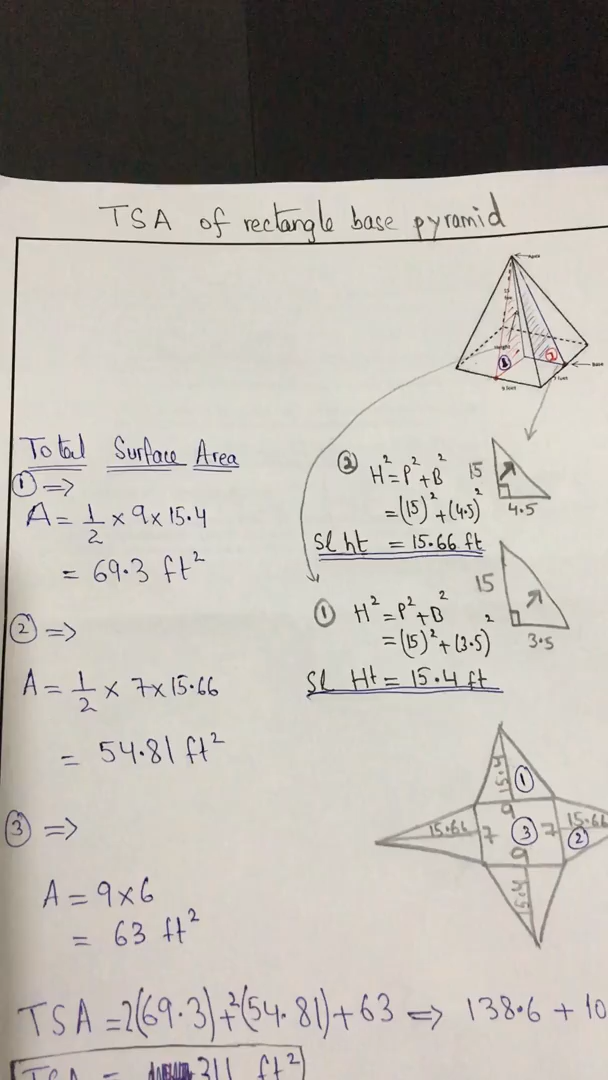 TSA of rectangle base pyramid
Apex
Height
Base
Total Surface Area
① =>
A = 1/2 × 9 × 15.4
= 69.3 ft²
② =>
A = 1/2 × 7 × 15.66
= 54.81 ft²
③ =>
A = 9 × 6
= 63 ft²
② H² = P² + B²
= (15)² + (4.5)²
Sl ht = 15.66 ft
15
4.5
① H² = P² + B²
= (15)² + (3.5)²
Sl Ht = 15.4 ft
15
3.5
15.4
①
9
15.66 7 ③ 7 15.66
②
9
15.4
TSA = 2(69.3) + 2(54.81) + 63 => 138.6 + 10
TSA = 311 ft²